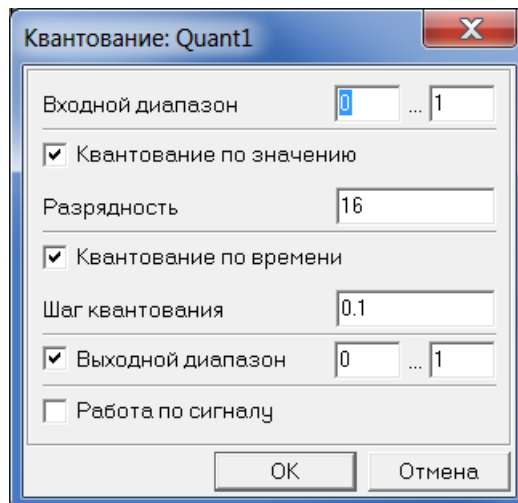 Квантование: Quant1
Входной диапазон 0 ... 1
Квантование по значению
Разрядность 16
Квантование по времени
Шаг квантования 0.1
Выходной диапазон 0 ... 1
Работа по сигналу
OK Отмена